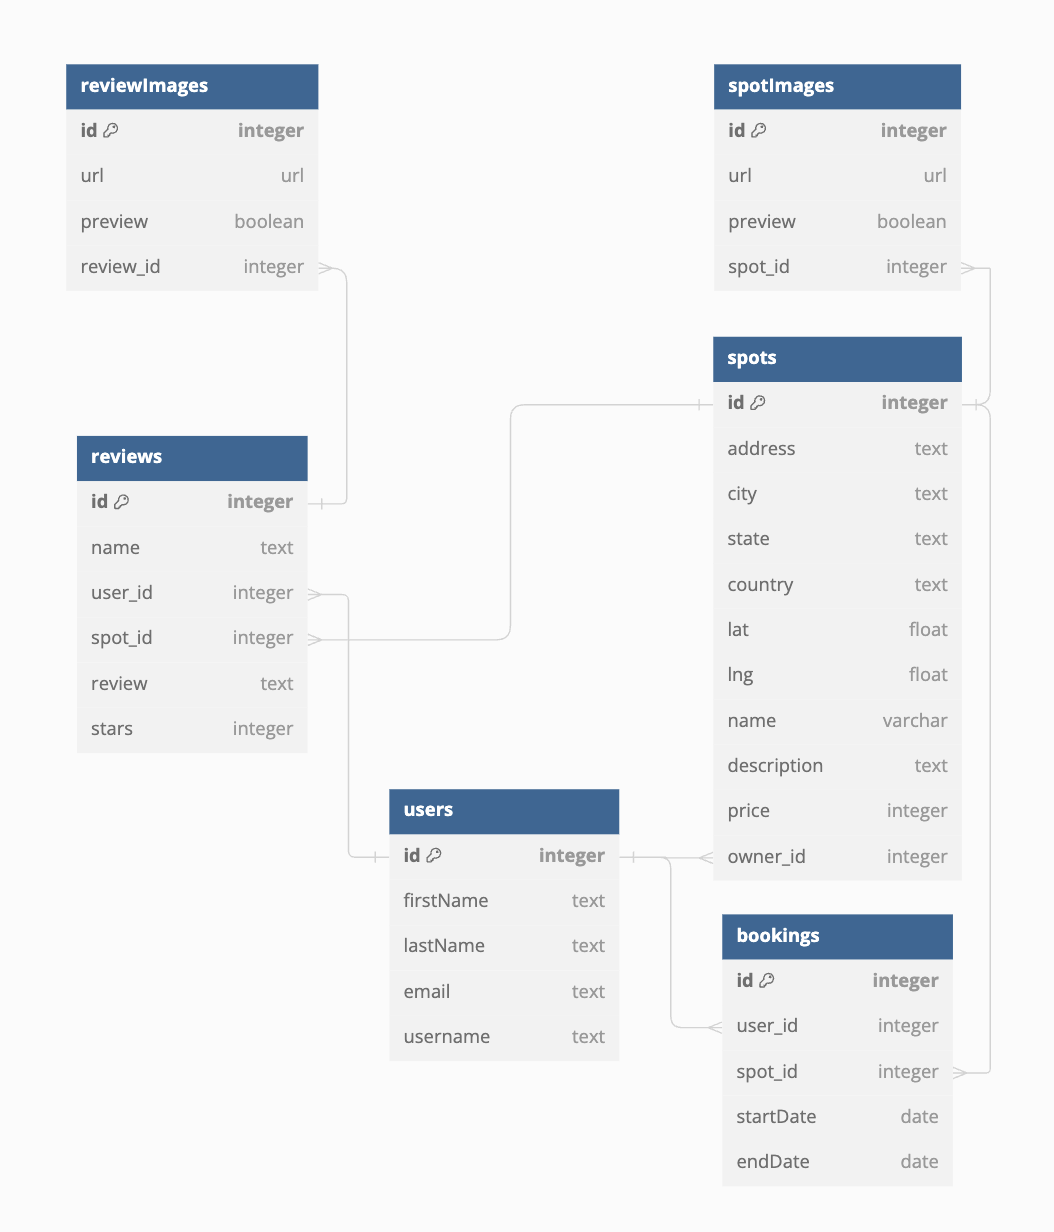 reviewImages
id integer
url url
preview boolean
review_id integer
spotImages
id integer
url url
preview boolean
spot_id integer
spots
id integer
address text
city text
state text
country text
lat float
lng float
name varchar
description text
price integer
owner_id integer
reviews
id integer
name text
user_id integer
spot_id integer
review text
stars integer
users
id integer
firstName text
lastName text
email text
username text
bookings
id integer
user_id integer
spot_id integer
startDate date
endDate date